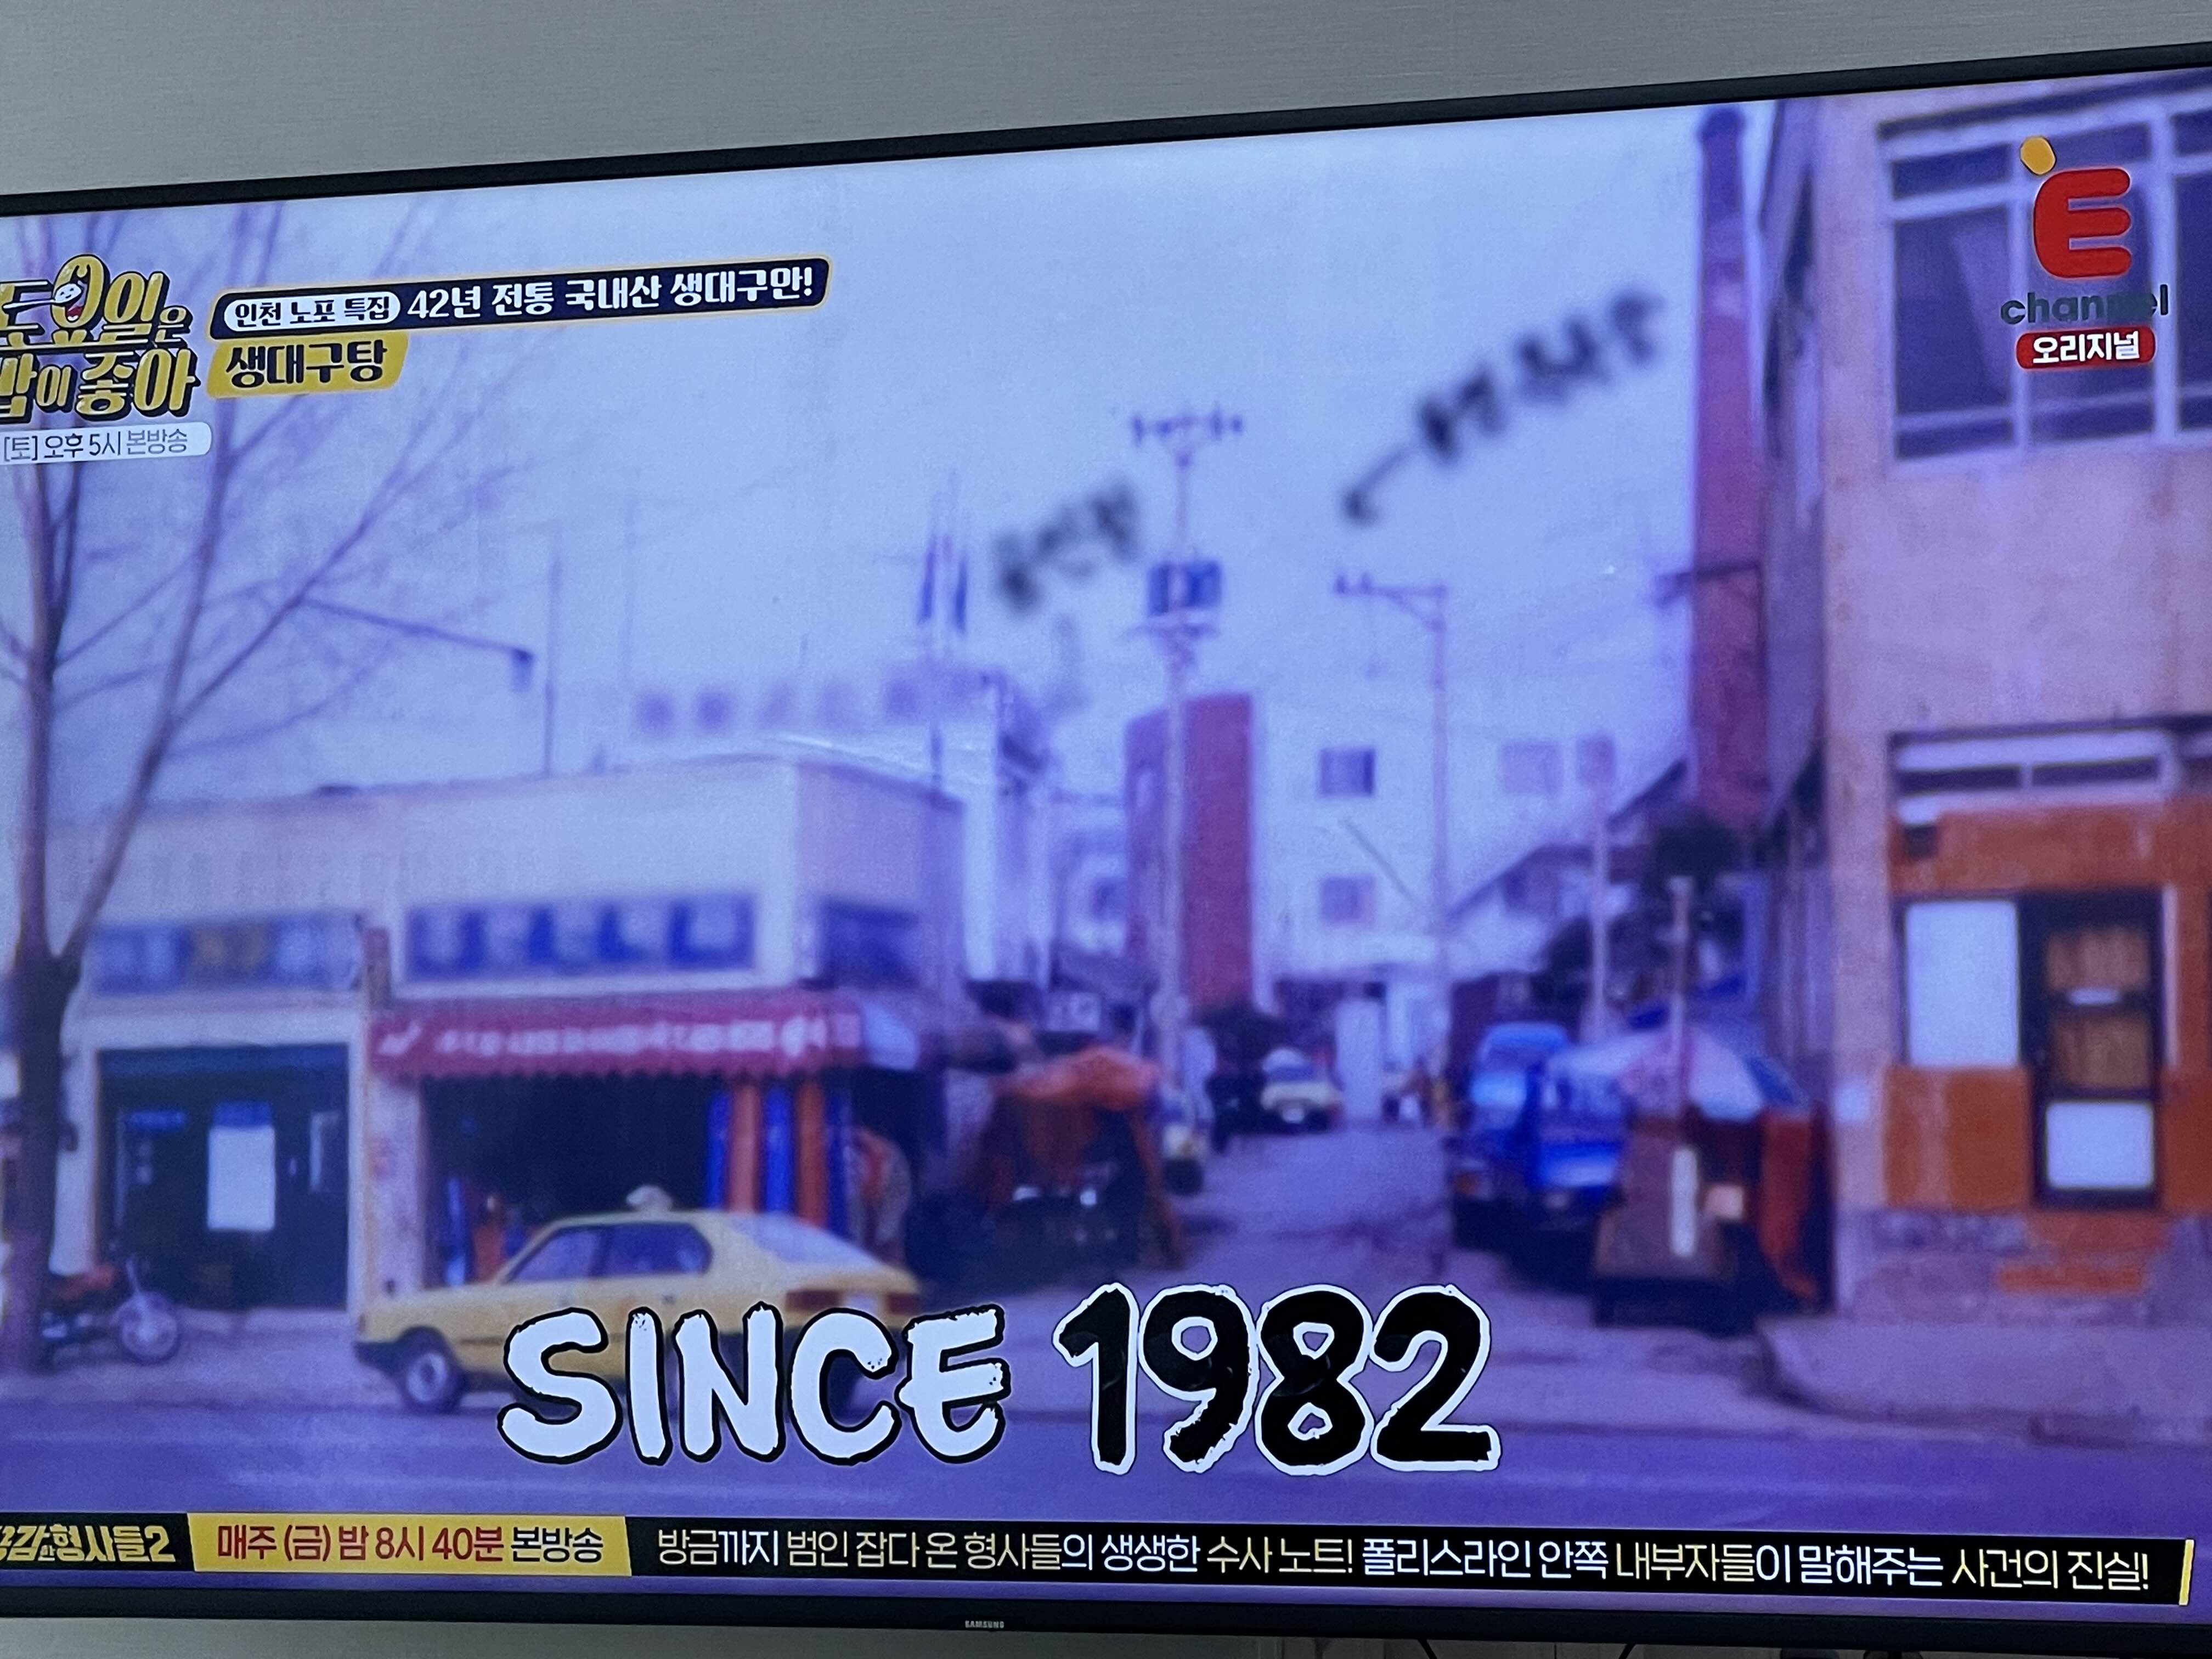 토요일은
밥이 좋아
[토] 오후 5시 본방송
인천 노포 특집 42년 전통 국내산 생대구만!
생대구탕
E
channel
오리지널
SINCE 1982
용감한 형사들2
매주 (금) 밤 8시 40분 본방송
방금까지 범인 잡다 온 형사들의 생생한 수사 노트! 폴리스라인 안쪽 내부자들이 말해주는 사건의 진실!
SAMSUNG